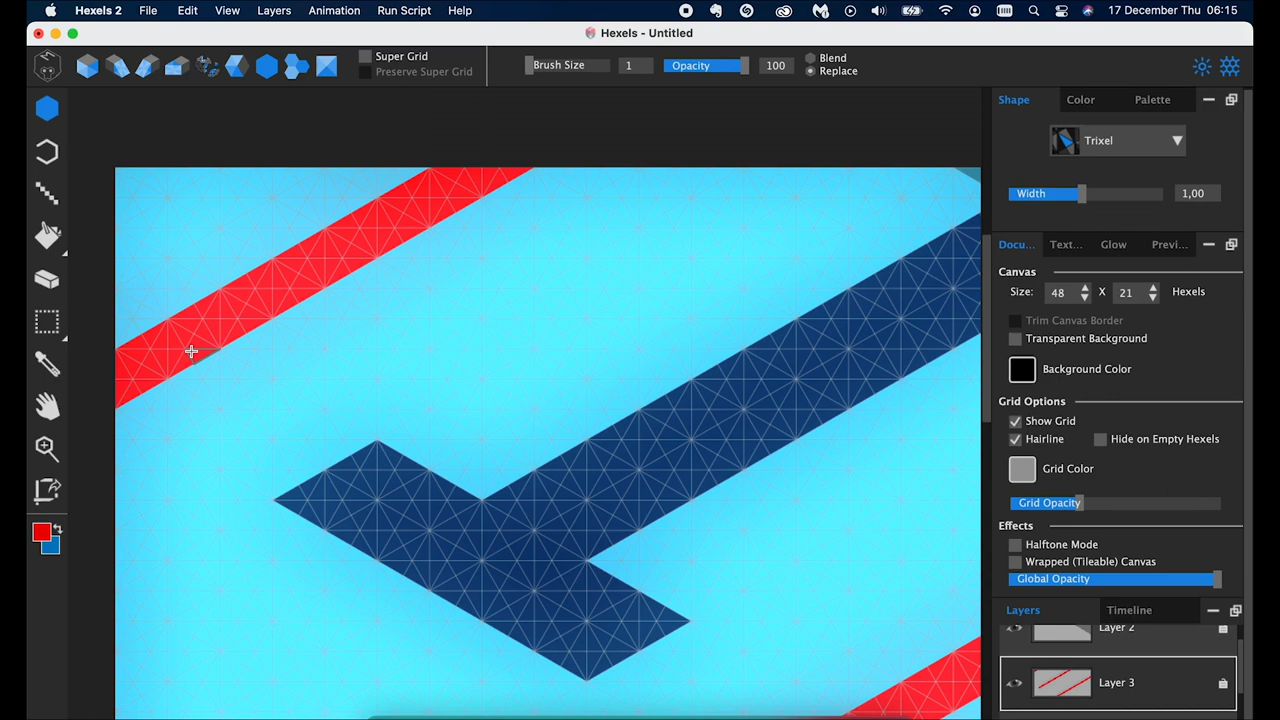 Hexels 2 File Edit View Layers Animation Run Script Help 17 December Thu 06:15
Hexels - Untitled
Super Grid
Preserve Super Grid
Brush Size 1 Opacity 100
Blend
Replace
Shape Color Palette
Trixel
Width 1,00
Docu... Text... Glow Previ...
Canvas
Size: 48 X 21 Hexels
Trim Canvas Border
Transparent Background
Background Color
Grid Options
Show Grid
Hairline Hide on Empty Hexels
Grid Color
Grid Opacity
Effects
Halftone Mode
Wrapped (Tileable) Canvas
Global Opacity
Layers Timeline
Layer 2
Layer 3